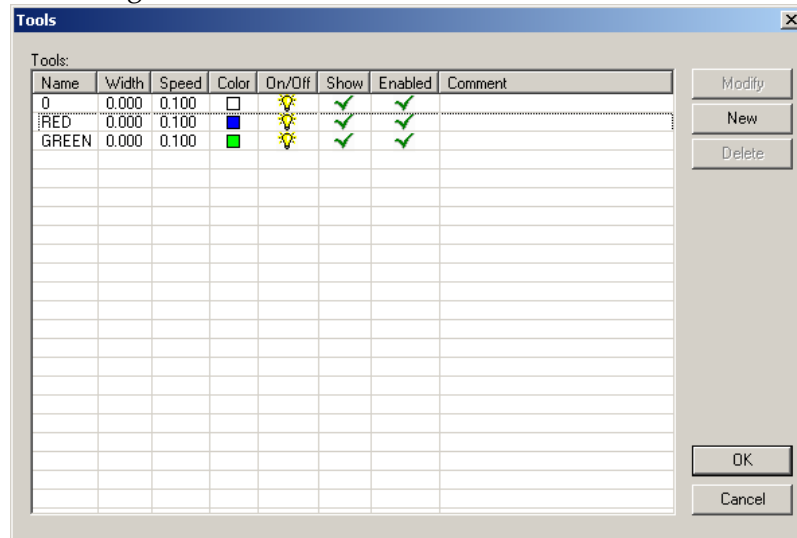 Tools
Tools:
Name Width Speed Color On/Off Show Enabled Comment
0 0.000 0.100
RED 0.000 0.100
GREEN 0.000 0.100
Modify
New
Delete
OK
Cancel